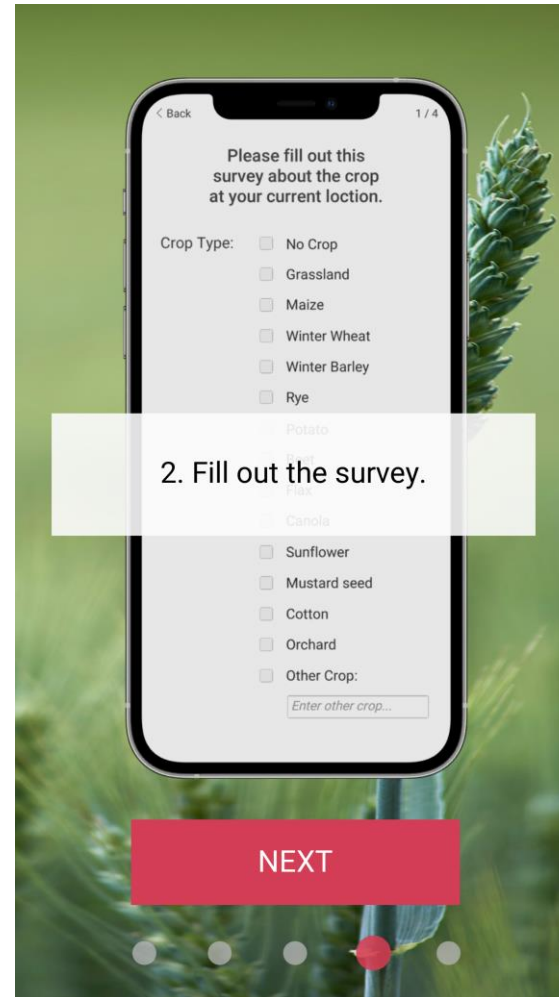 < Back
1 / 4
Please fill out this
survey about the crop
at your current loction.
Crop Type:
No Crop
Grassland
Maize
Winter Wheat
Winter Barley
Rye
Potato
2. Fill out the survey.
Flax
Canola
Sunflower
Mustard seed
Cotton
Orchard
Other Crop:
Enter other crop...
NEXT